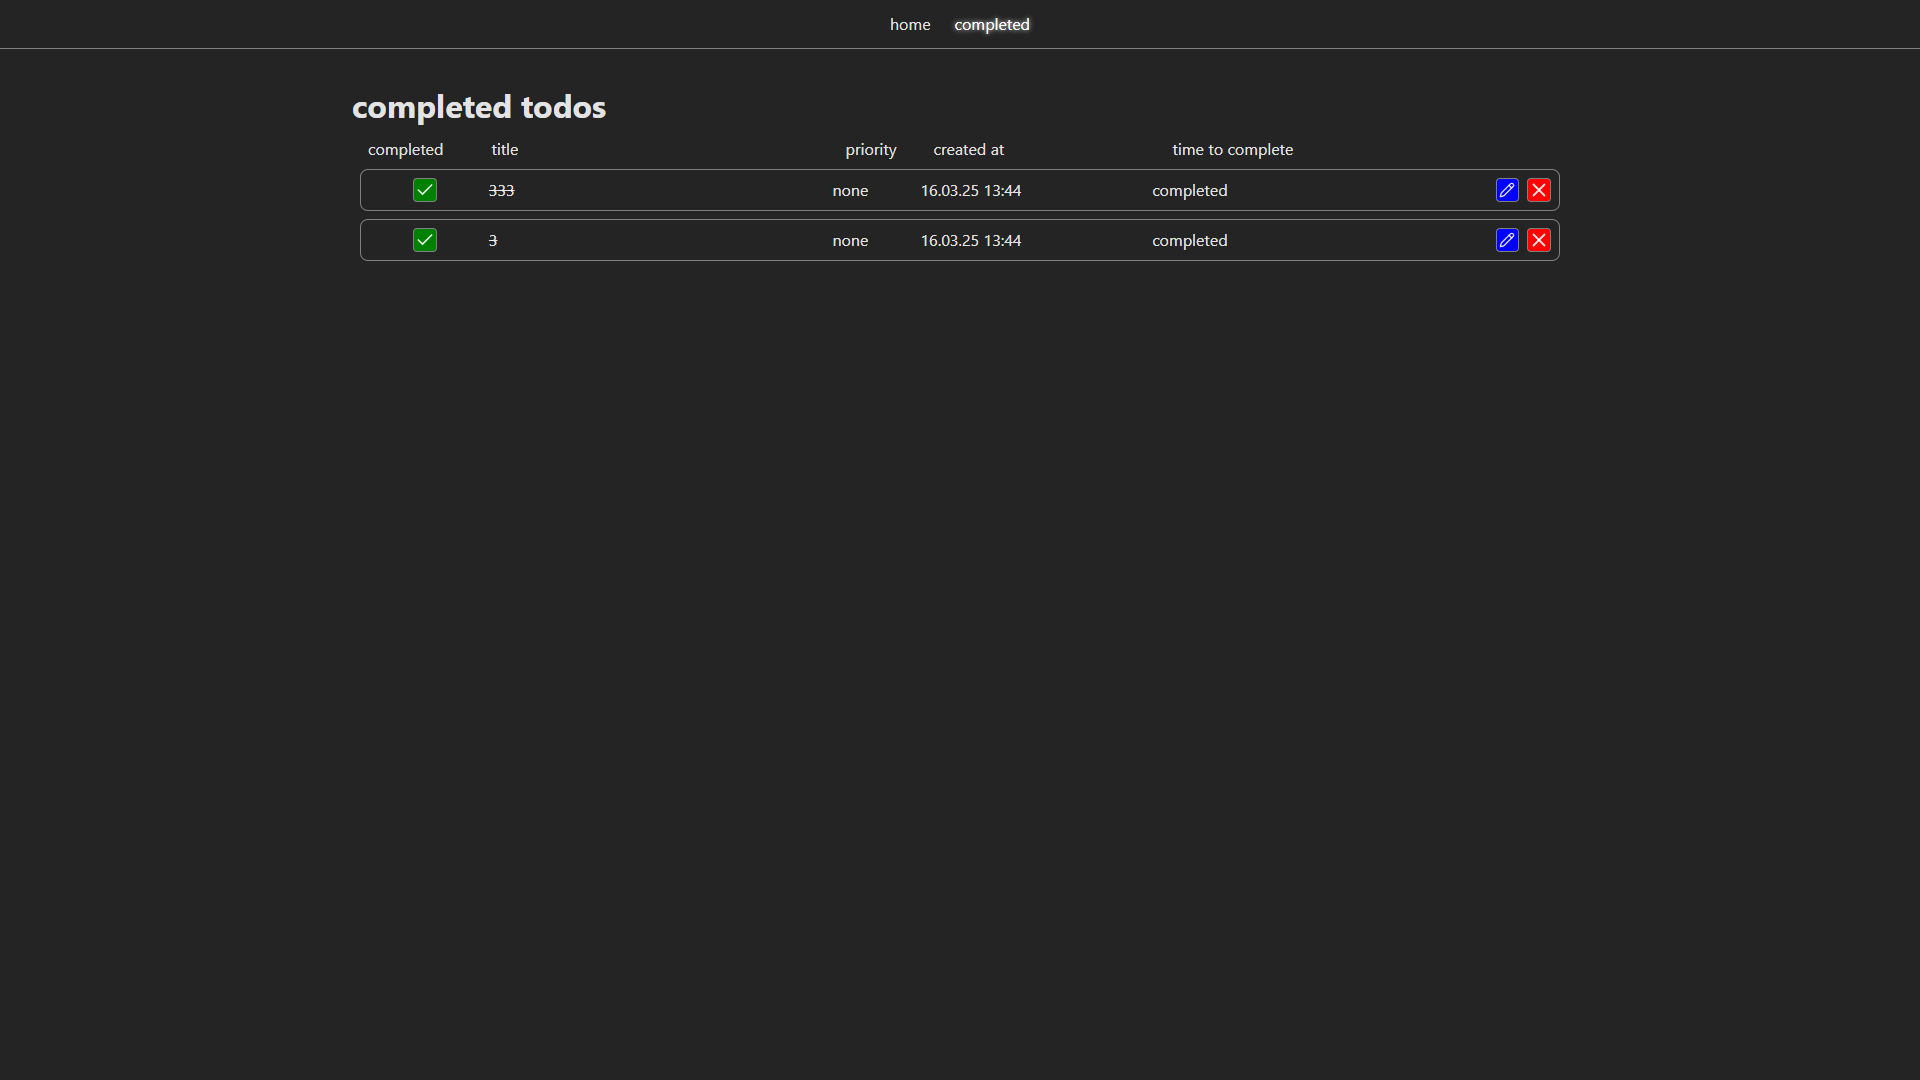 home completed
completed todos
completed title priority created at time to complete
333 none 16.03.25 13:44 completed
3 none 16.03.25 13:44 completed